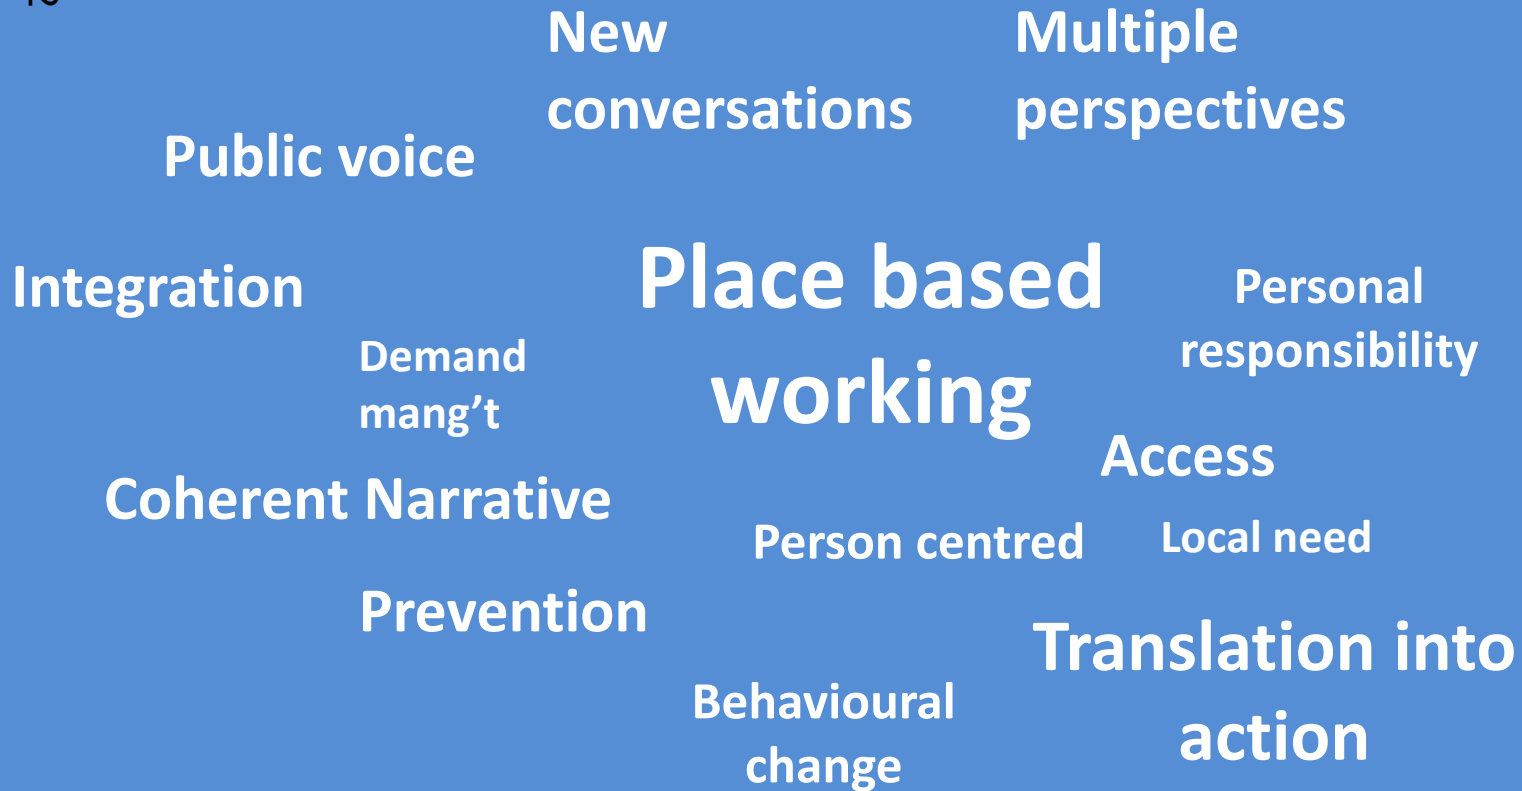 New
conversations
Multiple
perspectives
Public voice
Place based
working
Integration
Personal
responsibility
Demand
mang’t
Access
Coherent Narrative
Person centred
Local need
Prevention
Translation into
action
Behavioural
change